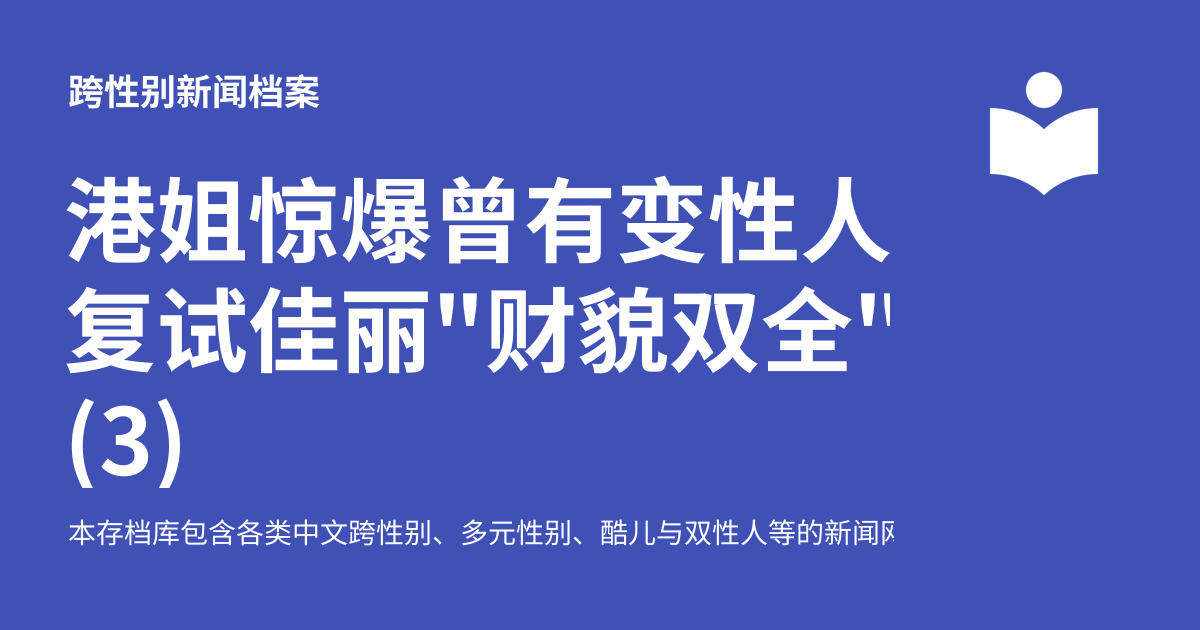 跨性别新闻档案
港姐惊爆曾有变性人
复试佳丽"财貌双全"
(3)
本存档库包含各类中文跨性别、多元性别、酷儿与双性人等的新闻网